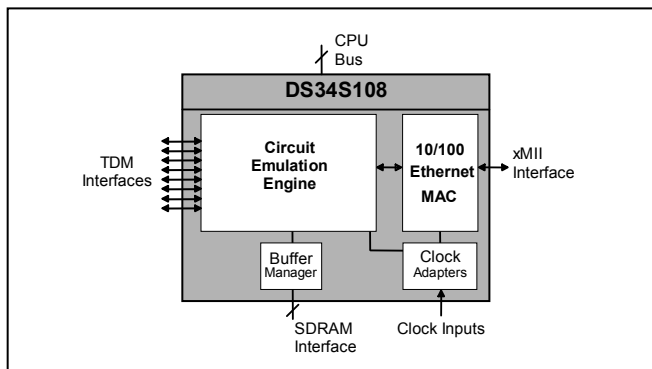 CPU
Bus
DS34S108
TDM
Interfaces
Circuit
Emulation
Engine
10/100
Ethernet
MAC
xMII
Interface
Buffer
Manager
Clock
Adapters
SDRAM
Interface
Clock Inputs